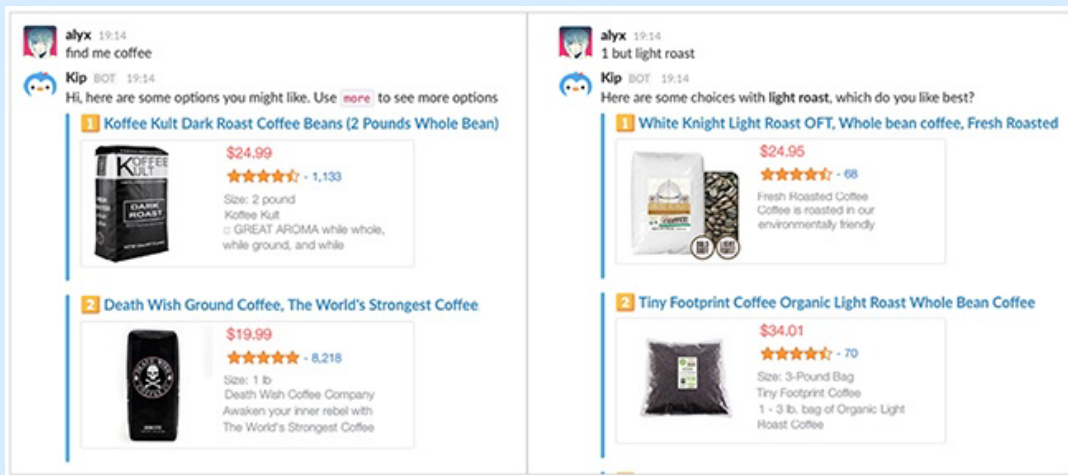 alyx 19:14
find me coffee
Kip BOT 19:14
Hi, here are some options you might like. Use more to see more options
1 Koffee Kult Dark Roast Coffee Beans (2 Pounds Whole Bean)
KOFFEE
KULT
DARK
ROAST
$24.99
- 1,133
Size: 2 pound
Koffee Kult
▯ GREAT AROMA while whole,
while ground, and while
2 Death Wish Ground Coffee, The World's Strongest Coffee
$19.99
- 8,218
Size: 1 lb
Death Wish Coffee Company
Awaken your inner rebel with
The World's Strongest Coffee
alyx 19:14
1 but light roast
Kip BOT 19:14
Here are some choices with light roast, which do you like best?
1 White Knight Light Roast OFT, Whole bean coffee, Fresh Roasted
$24.95
- 68
Fresh Roasted Coffee
Coffee is roasted in our
environmentally friendly
2 Tiny Footprint Coffee Organic Light Roast Whole Bean Coffee
$34.01
- 70
Size: 3-Pound Bag
Tiny Footprint Coffee
1 - 3 lb. bag of Organic Light
Roast Coffee